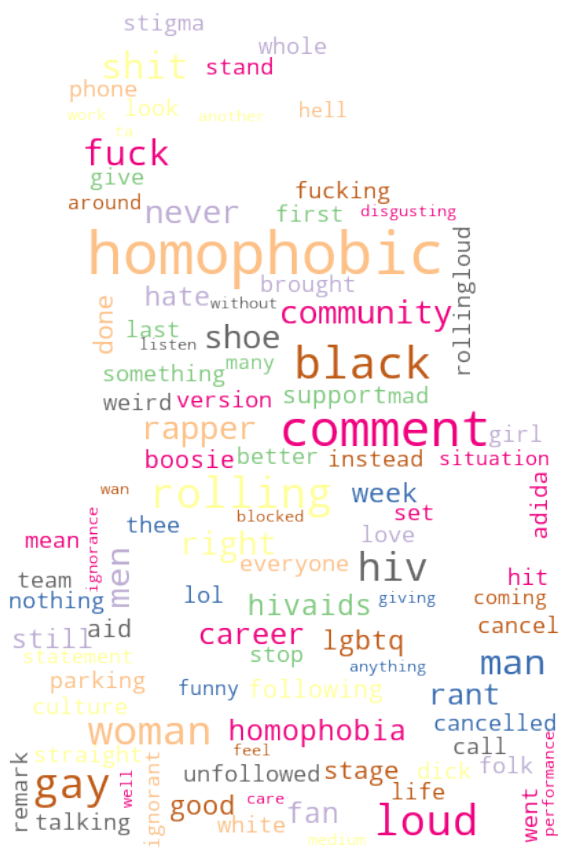 stigma
whole
shit
stand
phone
look
hell
work
another
ta
fuck
give
fucking
around
never
first
disgusting
homophobic
rollingloud
brought
hate
without
community
done
last
shoe
listen
black
many
something
support
mad
weird
version
comment
rapper
girl
boosie
better
instead
situation
wan
rolling
week
adida
blocked
set
thee
ignorance
mean
right
love
men
everyone
hiv
team
hit
nothing
lol
hivaids
giving
coming
aid
still
career
lgbtq
cancel
stop
statement
anything
man
parking
funny
following
rant
culture
woman
homophobia
cancelled
feel
call
straight
remark
gay
well
ignorant
unfollowed
stage
dick
folk
performance
life
care
good
fan
white
loud
went
talking
medium